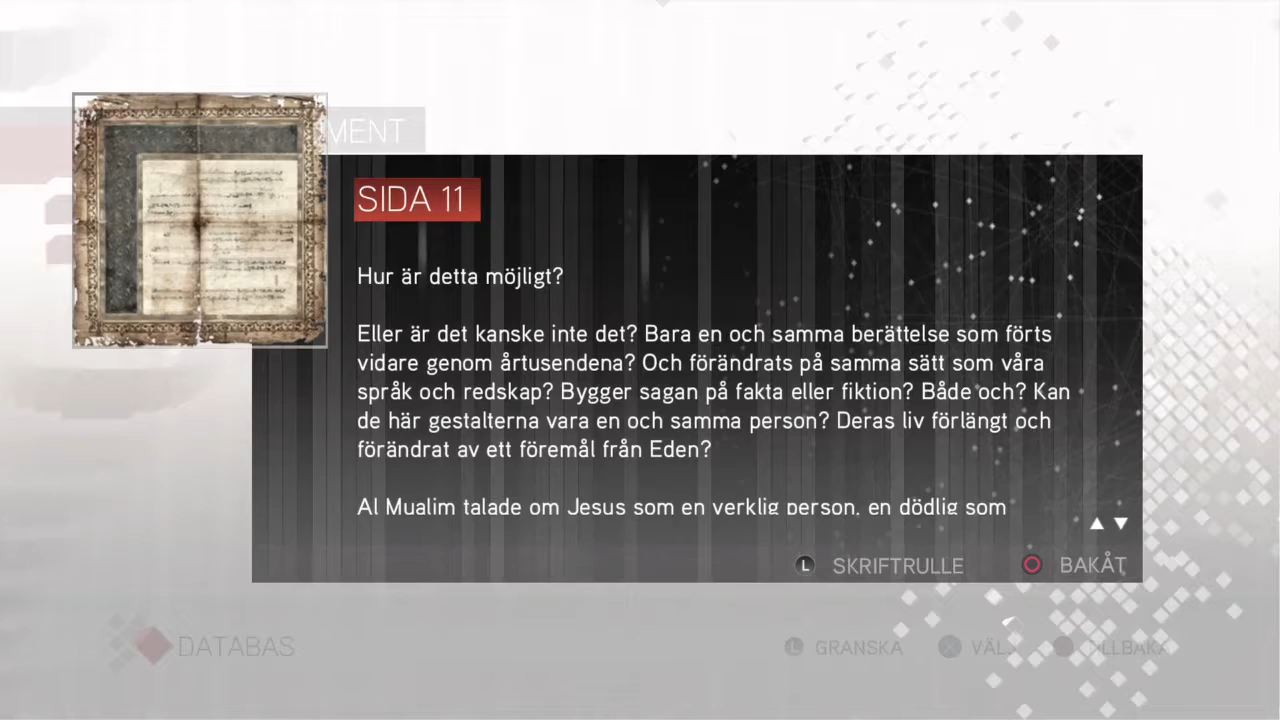 MENT
SIDA 11
Hur är detta möjligt?
Eller är det kanske inte det? Bara en och samma berättelse som förts
vidare genom årtusendena? Och förändrats på samma sätt som våra
språk och redskap? Bygger sagan på fakta eller fiktion? Både och? Kan
de här gestalterna vara en och samma person? Deras liv förlängt och
förändrat av ett föremål från Eden?
Al Mualim talade om Jesus som en verklig person, en dödlig som
L SKRIFTRULLE BAKÅT
DATABAS
L GRANSKA VÄLJ TILLBAKA